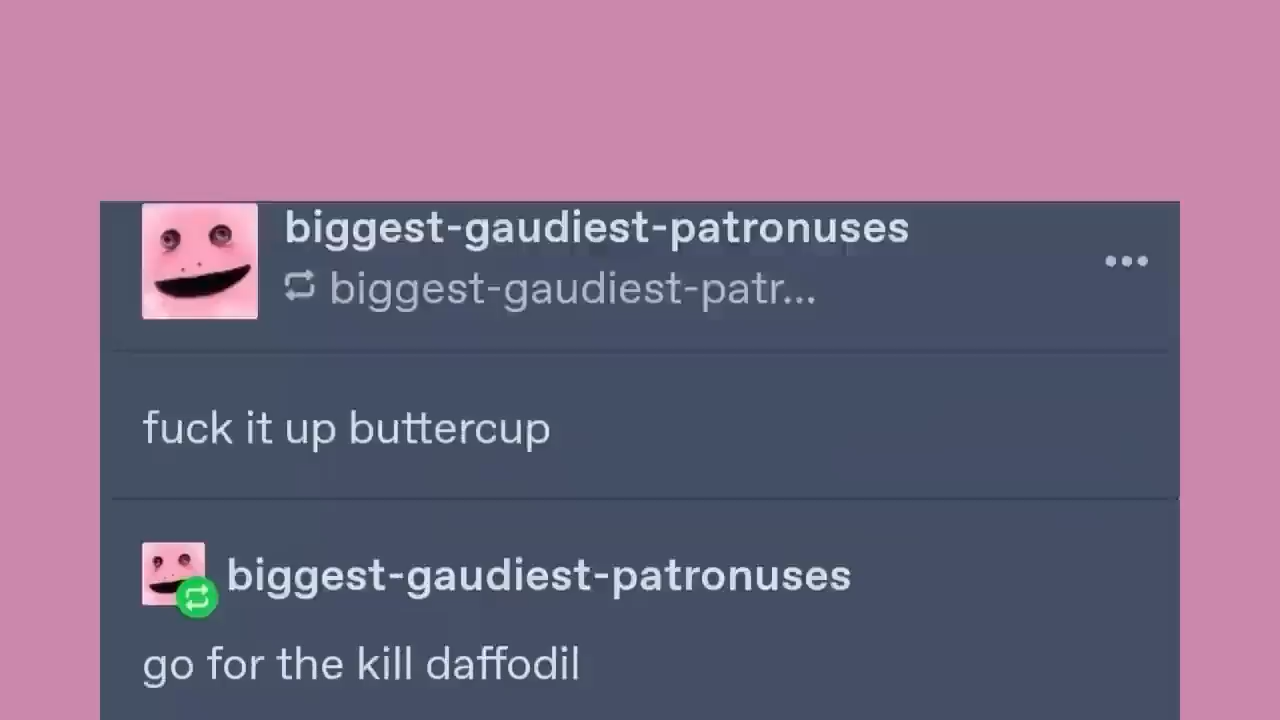 biggest-gaudiest-patronuses
biggest-gaudiest-patr...
fuck it up buttercup
biggest-gaudiest-patronuses
go for the kill daffodil